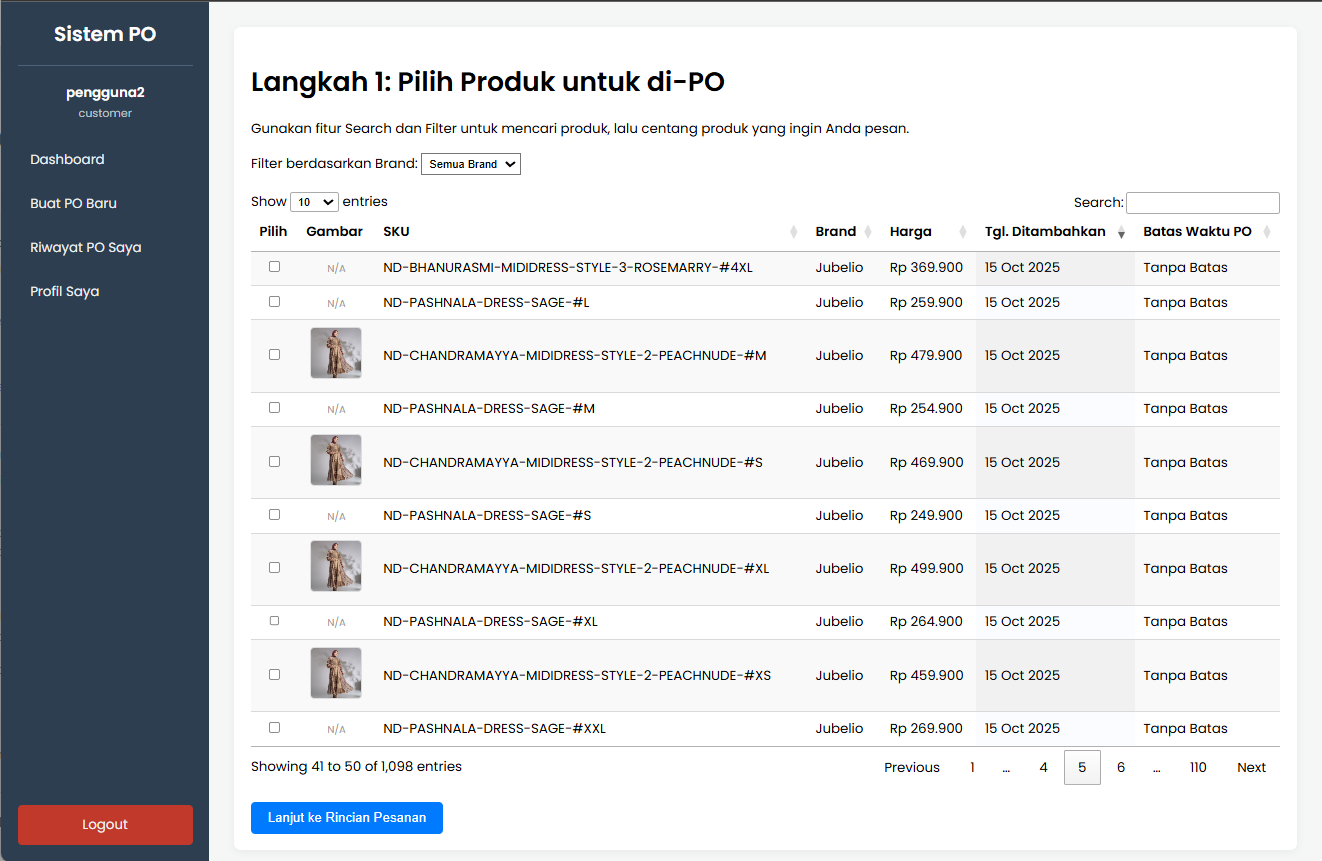 Sistem PO
pengguna2
customer
Dashboard
Buat PO Baru
Riwayat PO Saya
Profil Saya
Logout
Langkah 1: Pilih Produk untuk di-PO
Gunakan fitur Search dan Filter untuk mencari produk, lalu centang produk yang ingin Anda pesan.
Filter berdasarkan Brand: Semua Brand
Show 10 entries Search:
Pilih Gambar SKU Brand Harga Tgl. Ditambahkan Batas Waktu PO
N/A ND-BHANURASMI-MIDIDRESS-STYLE-3-ROSEMARRY-#4XL Jubelio Rp 369.900 15 Oct 2025 Tanpa Batas
N/A ND-PASHNALA-DRESS-SAGE-#L Jubelio Rp 259.900 15 Oct 2025 Tanpa Batas
ND-CHANDRAMAYYA-MIDIDRESS-STYLE-2-PEACHNUDE-#M Jubelio Rp 479.900 15 Oct 2025 Tanpa Batas
N/A ND-PASHNALA-DRESS-SAGE-#M Jubelio Rp 254.900 15 Oct 2025 Tanpa Batas
ND-CHANDRAMAYYA-MIDIDRESS-STYLE-2-PEACHNUDE-#S Jubelio Rp 469.900 15 Oct 2025 Tanpa Batas
N/A ND-PASHNALA-DRESS-SAGE-#S Jubelio Rp 249.900 15 Oct 2025 Tanpa Batas
ND-CHANDRAMAYYA-MIDIDRESS-STYLE-2-PEACHNUDE-#XL Jubelio Rp 499.900 15 Oct 2025 Tanpa Batas
N/A ND-PASHNALA-DRESS-SAGE-#XL Jubelio Rp 264.900 15 Oct 2025 Tanpa Batas
ND-CHANDRAMAYYA-MIDIDRESS-STYLE-2-PEACHNUDE-#XS Jubelio Rp 459.900 15 Oct 2025 Tanpa Batas
N/A ND-PASHNALA-DRESS-SAGE-#XXL Jubelio Rp 269.900 15 Oct 2025 Tanpa Batas
Showing 41 to 50 of 1,098 entries Previous 1 … 4 5 6 … 110 Next
Lanjut ke Rincian Pesanan